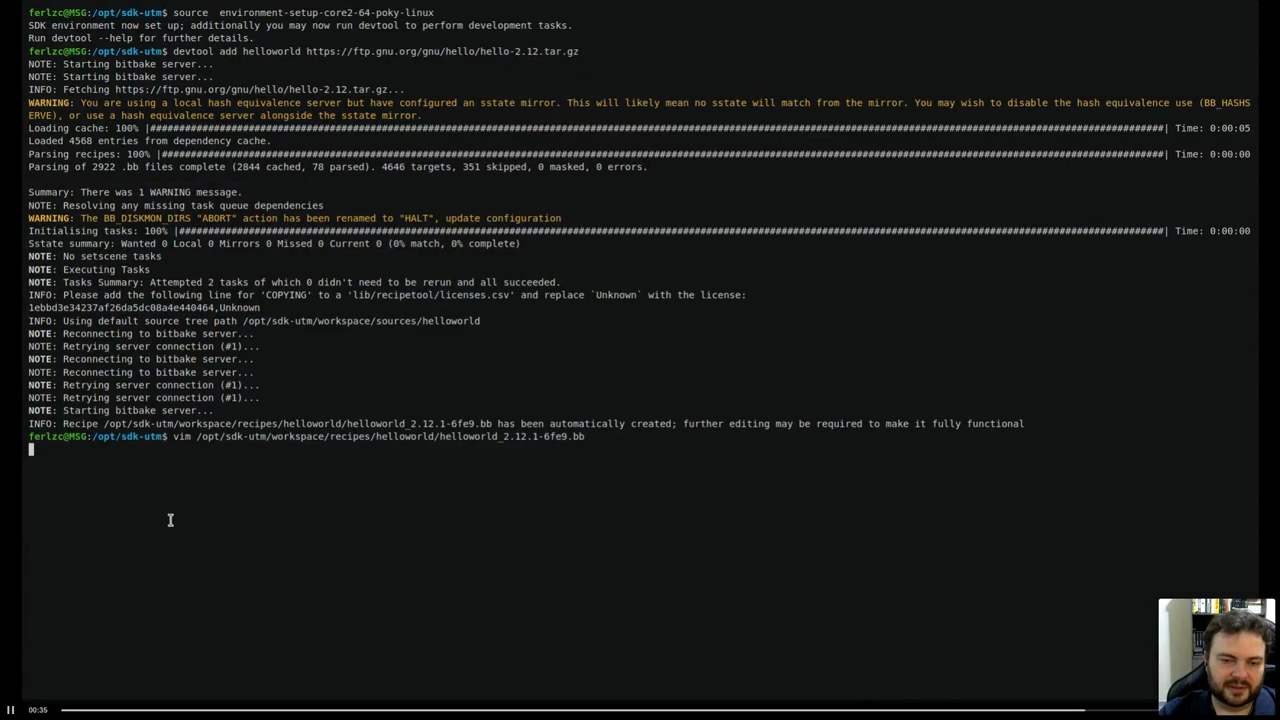 ferlzc@MSG:/opt/sdk-utm$ source  environment-setup-core2-64-poky-linux
SDK environment now set up; additionally you may now run devtool to perform development tasks.
Run devtool --help for further details.
ferlzc@MSG:/opt/sdk-utm$ devtool add helloworld https://ftp.gnu.org/gnu/hello/hello-2.12.tar.gz
NOTE: Starting bitbake server...
NOTE: Starting bitbake server...
INFO: Fetching https://ftp.gnu.org/gnu/hello/hello-2.12.tar.gz...
WARNING: You are using a local hash equivalence server but have configured an sstate mirror. This will likely mean no sstate will match from the mirror. You may wish to disable the hash equivalence use (BB_HASHS
ERVE), or use a hash equivalence server alongside the sstate mirror.
Loading cache: 100% |###############################################################################################################################################################################| Time: 0:00:05
Loaded 4568 entries from dependency cache.
Parsing recipes: 100% |#############################################################################################################################################################################| Time: 0:00:00
Parsing of 2922 .bb files complete (2844 cached, 78 parsed). 4646 targets, 351 skipped, 0 masked, 0 errors.
Summary: There was 1 WARNING message.
NOTE: Resolving any missing task queue dependencies
WARNING: The BB_DISKMON_DIRS "ABORT" action has been renamed to "HALT", update configuration
Initialising tasks: 100% |##########################################################################################################################################################################| Time: 0:00:00
Sstate summary: Wanted 0 Local 0 Mirrors 0 Missed 0 Current 0 (0% match, 0% complete)
NOTE: No setscene tasks
NOTE: Executing Tasks
NOTE: Tasks Summary: Attempted 2 tasks of which 0 didn't need to be rerun and all succeeded.
INFO: Please add the following line for 'COPYING' to a 'lib/recipetool/licenses.csv' and replace `Unknown` with the license:
1ebbd3e34237af26da5dc08a4e440464,Unknown
INFO: Using default source tree path /opt/sdk-utm/workspace/sources/helloworld
NOTE: Reconnecting to bitbake server...
NOTE: Retrying server connection (#1)...
NOTE: Reconnecting to bitbake server...
NOTE: Reconnecting to bitbake server...
NOTE: Retrying server connection (#1)...
NOTE: Retrying server connection (#1)...
NOTE: Starting bitbake server...
INFO: Recipe /opt/sdk-utm/workspace/recipes/helloworld/helloworld_2.12.1-6fe9.bb has been automatically created; further editing may be required to make it fully functional
ferlzc@MSG:/opt/sdk-utm$ vim /opt/sdk-utm/workspace/recipes/helloworld/helloworld_2.12.1-6fe9.bb
00:35